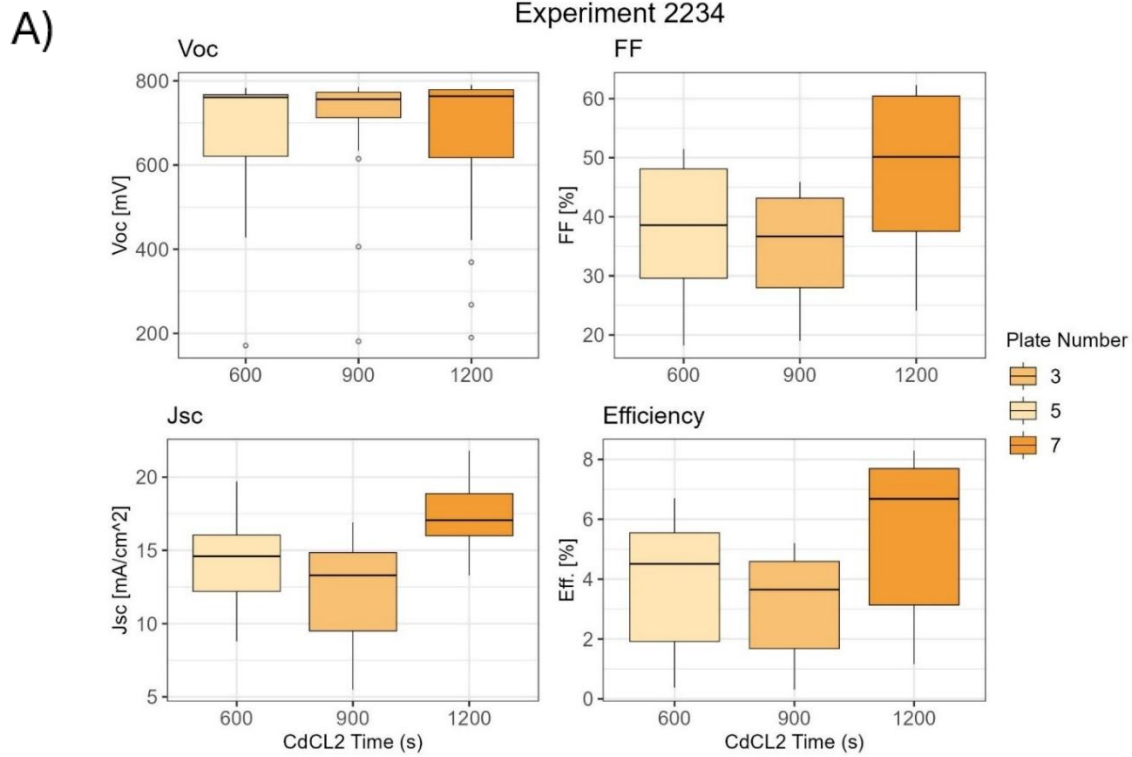 A)
Experiment 2234
Voc
Voc [mV]
800
600
400
200
600 900 1200
FF
FF [%]
60
50
40
30
20
600 900 1200
Jsc
Jsc [mA/cm^2]
20
15
10
5
600 900 1200
CdCL2 Time (s)
Efficiency
Eff. [%]
8
6
4
2
0
600 900 1200
CdCL2 Time (s)
Plate Number
3
5
7